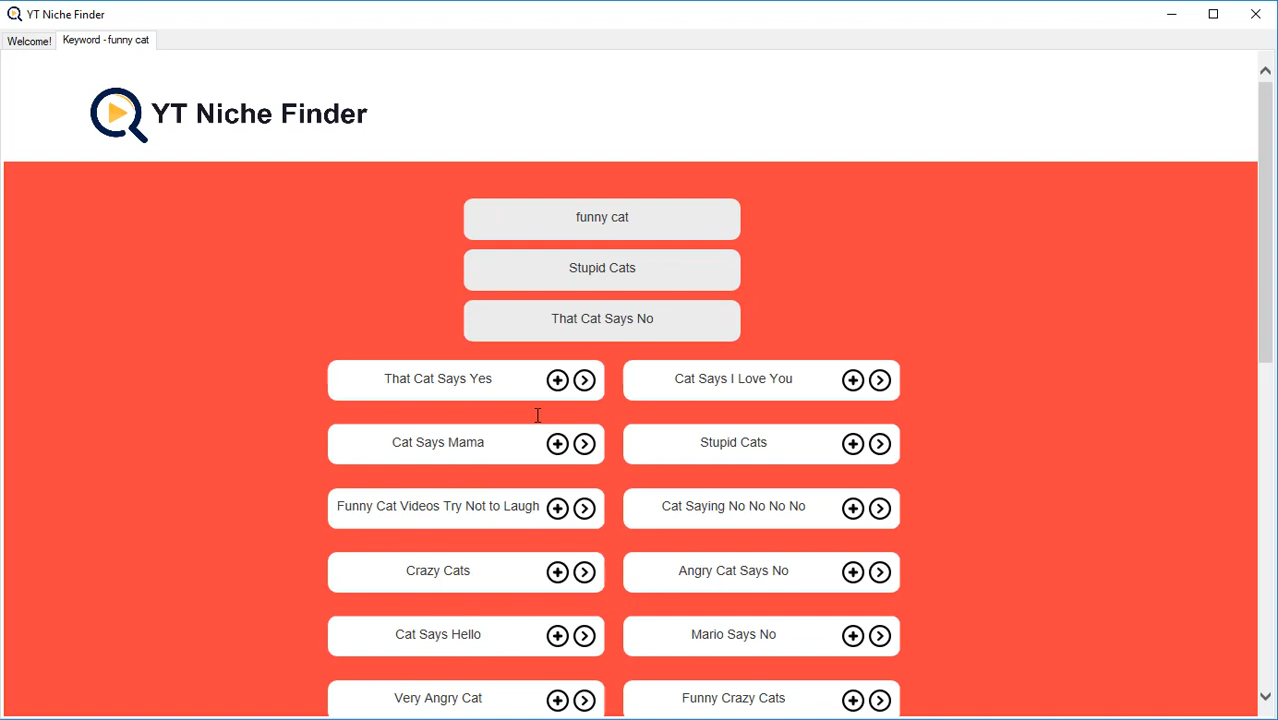 YT Niche Finder
Welcome!
Keyword - funny cat
YT Niche Finder
funny cat
Stupid Cats
That Cat Says No
That Cat Says Yes
Cat Says I Love You
Cat Says Mama
Stupid Cats
Funny Cat Videos Try Not to Laugh
Cat Saying No No No No
Crazy Cats
Angry Cat Says No
Cat Says Hello
Mario Says No
Very Angry Cat
Funny Crazy Cats